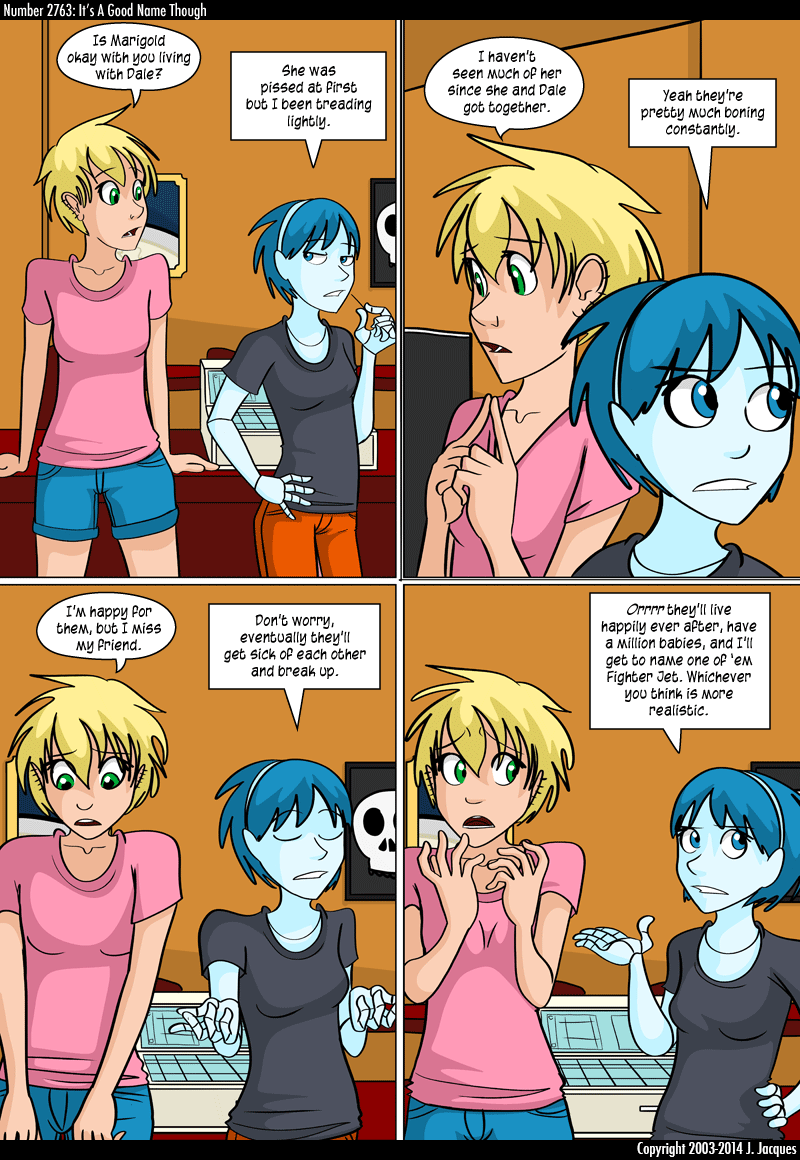 Number 2763: It's A Good Name Though
Is Marigold
okay with you living
with Dale?
She was
pissed at first
but I been treading
lightly.
I haven't
seen much of her
since she and Dale
got together.
Yeah they're
pretty much boning
constantly.
I'm happy for
them, but I miss
my friend.
Don't worry,
eventually they'll
get sick of each other
and break up.
Orrrr they'll live
happily ever after, have
a million babies, and I'll
get to name one of 'em
Fighter Jet. Whichever
you think is more
realistic.
Copyright 2003-2014 J. Jacques